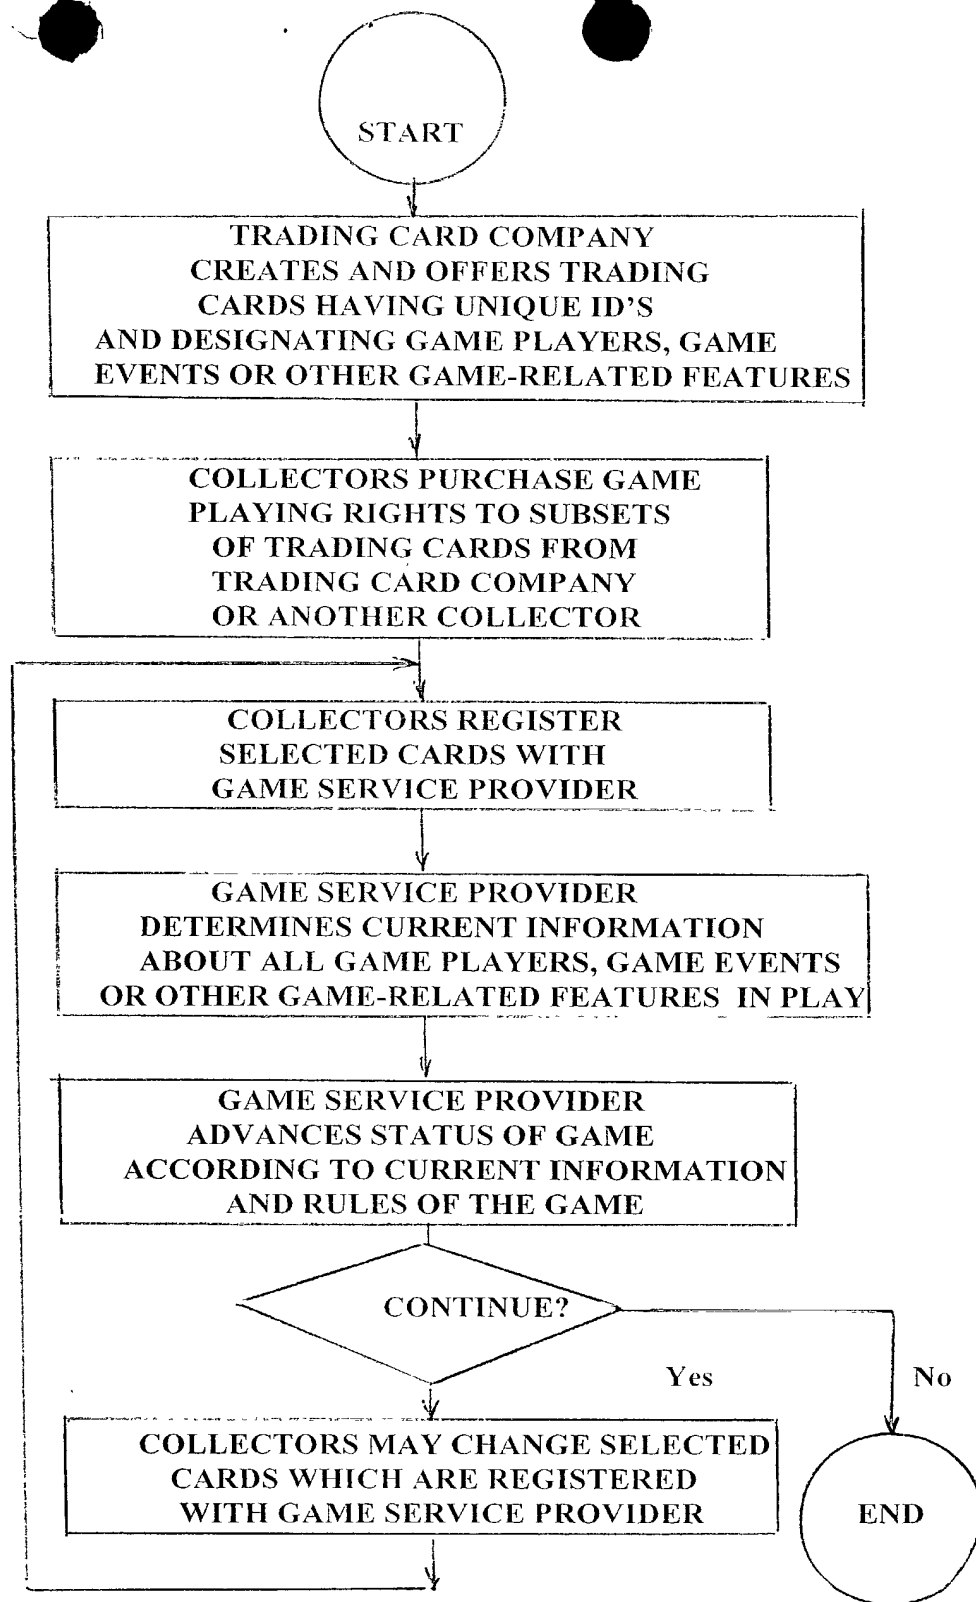 START
TRADING CARD COMPANY
CREATES AND OFFERS TRADING
CARDS HAVING UNIQUE ID'S
AND DESIGNATING GAME PLAYERS, GAME
EVENTS OR OTHER GAME-RELATED FEATURES
COLLECTORS PURCHASE GAME
PLAYING RIGHTS TO SUBSETS
OF TRADING CARDS FROM
TRADING CARD COMPANY
OR ANOTHER COLLECTOR
COLLECTORS REGISTER
SELECTED CARDS WITH
GAME SERVICE PROVIDER
GAME SERVICE PROVIDER
DETERMINES CURRENT INFORMATION
ABOUT ALL GAME PLAYERS, GAME EVENTS
OR OTHER GAME-RELATED FEATURES IN PLAY
GAME SERVICE PROVIDER
ADVANCES STATUS OF GAME
ACCORDING TO CURRENT INFORMATION
AND RULES OF THE GAME
CONTINUE?
Yes
No
COLLECTORS MAY CHANGE SELECTED
CARDS WHICH ARE REGISTERED
WITH GAME SERVICE PROVIDER
END